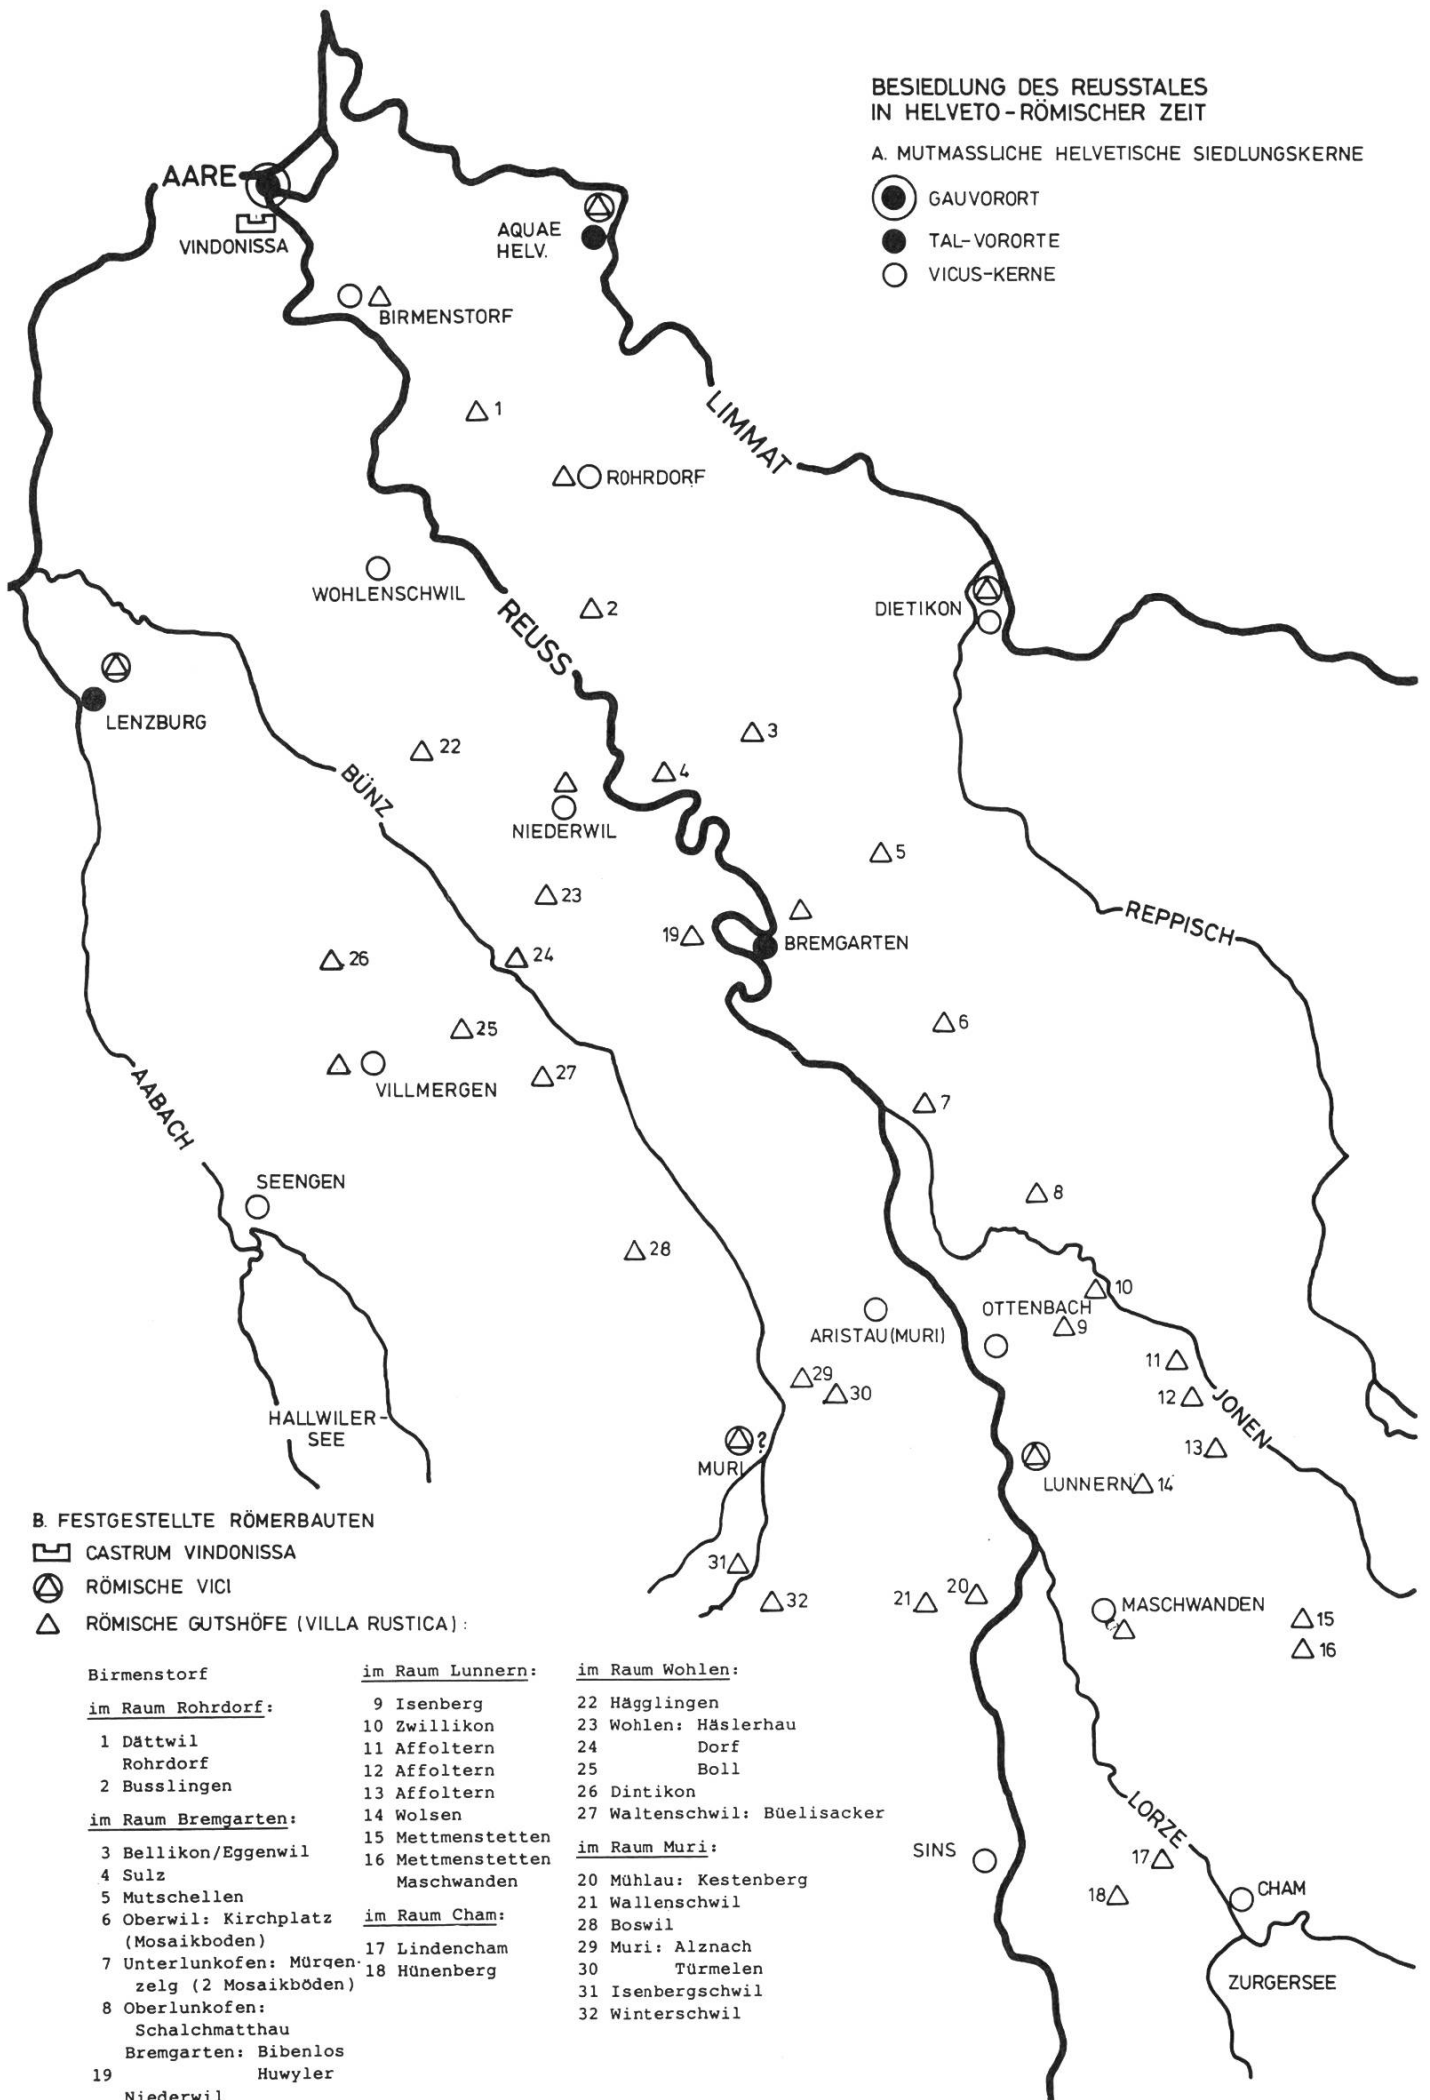 BESIEDLUNG DES REUSSTALES
IN HELVETO-RÖMISCHER ZEIT
A. MUTMASSLICHE HELVETISCHE SIEDLUNGSKERNE
GAUVORORT
TAL-VORORTE
VICUS-KERNE
AARE
VINDONISSA
AQUAE
HELV.
BIRMENSTORF
1
LIMMAT
ROHRDORF
WOHLENSCHWIL
REUSS
2
DIETIKON
LENZBURG
3
22
BÜNZ
4
NIEDERWIL
5
23
REPPISCH
19
BREMGARTEN
26
24
6
25
VILLMERGEN
27
7
AABACH
SEENGEN
8
28
10
OTTENBACH
9
ARISTAU(MURI)
11
29
30
12
JONEN
HALLWILER-
SEE
?
MURI
13
LUNNERN
14
31
32
21
20
MASCHWANDEN
15
16
LORZE
SINS
17
18
CHAM
ZURGERSEE
B. FESTGESTELLTE RÖMERBAUTEN
CASTRUM VINDONISSA
RÖMISCHE VICI
RÖMISCHE GUTSHÖFE (VILLA RUSTICA):
Birmenstorf
im Raum Rohrdorf:
1 Dättwil
Rohrdorf
2 Busslingen
im Raum Bremgarten:
3 Bellikon/Eggenwil
4 Sulz
5 Mutschellen
6 Oberwil: Kirchplatz
(Mosaikboden)
7 Unterlunkofen: Mürgen-
zelg (2 Mosaikböden)
8 Oberlunkofen:
Schalchmatthau
Bremgarten: Bibenlos
19 Huwyler
Niederwil
im Raum Lunnern:
9 Isenberg
10 Zwillikon
11 Affoltern
12 Affoltern
13 Affoltern
14 Wolsen
15 Mettmenstetten
16 Mettmenstetten
Maschwanden
im Raum Cham:
17 Lindencham
18 Hünenberg
im Raum Wohlen:
22 Hägglingen
23 Wohlen: Häslerhau
24 Dorf
25 Boll
26 Dintikon
27 Waltenschwil: Büelisacker
im Raum Muri:
20 Mühlau: Kestenberg
21 Wallenschwil
28 Boswil
29 Muri: Alznach
30 Türmelen
31 Isenbergschwil
32 Winterschwil